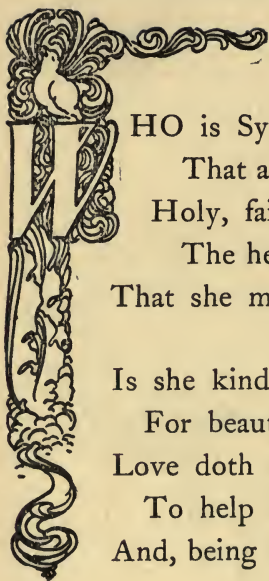 WHO is Sy
That a
Holy, fai
The he
That she m
Is she kind
For beaut
Love doth
To help
And, being